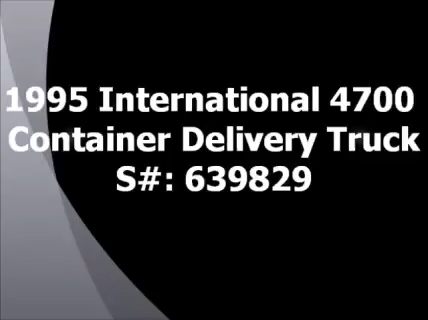 1995 International 4700
Container Delivery Truck
S#: 639829